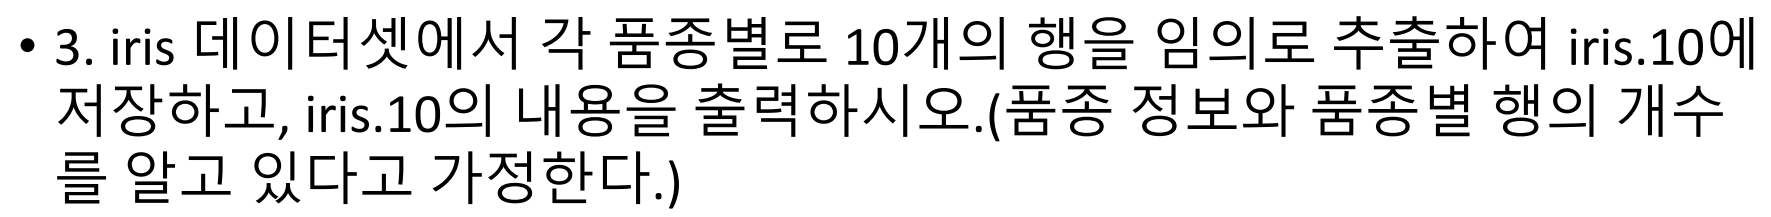 • 3. iris 데이터셋에서 각 품종별로 10개의 행을 임의로 추출하여 iris.10에
저장하고, iris.10의 내용을 출력하시오.(품종 정보와 품종별 행의 개수
를 알고 있다고 가정한다.)